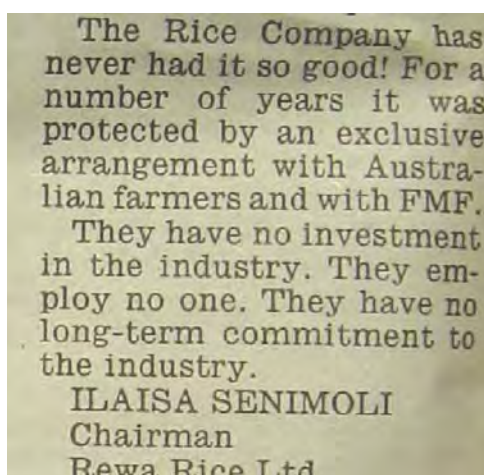 The Rice Company has
never had it so good! For a
number of years it was
protected by an exclusive
arrangement with Austra-
lian farmers and with FMF.
They have no investment
in the industry. They em-
ploy no one. They have no
long-term commitment to
the industry.
ILAISA SENIMOLI
Chairman
Rewa Rice Ltd